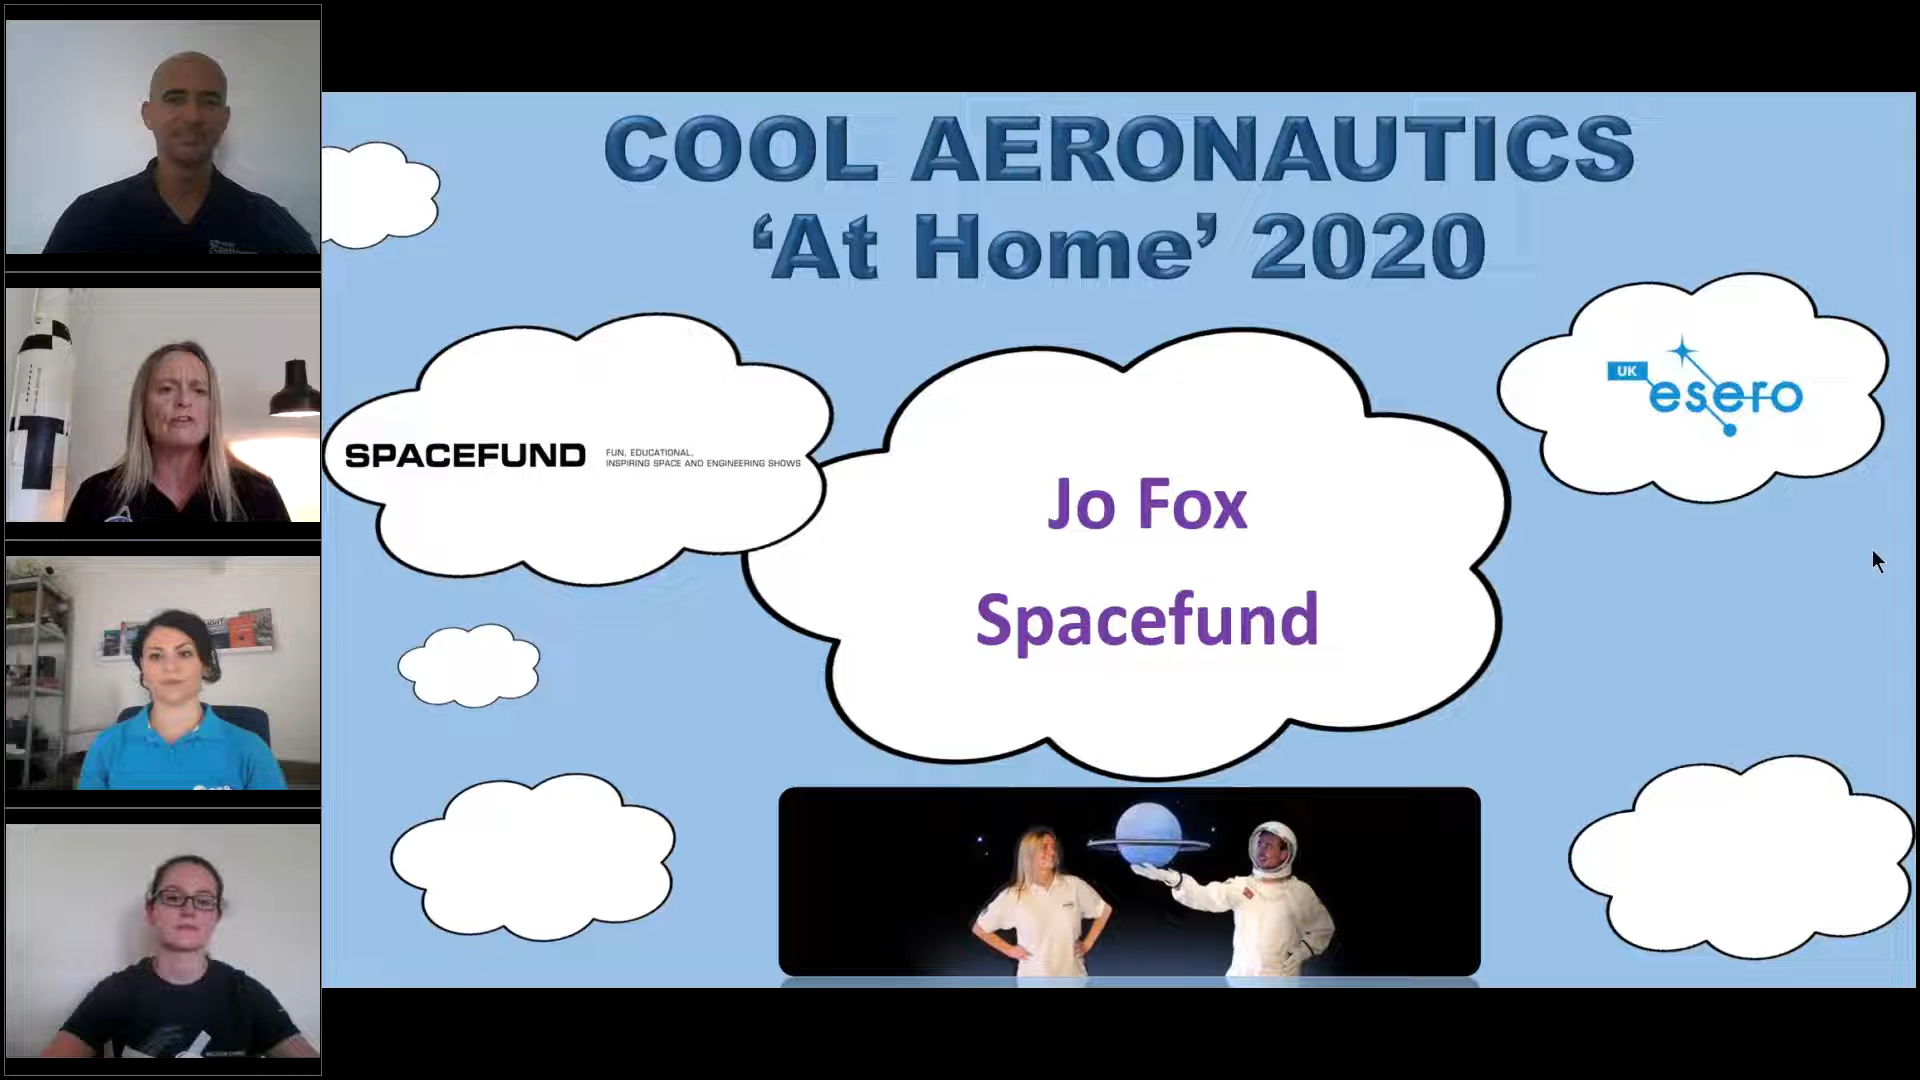 COOL AERONAUTICS
‘At Home’ 2020
SPACEFUND
FUN, EDUCATIONAL,
INSPIRING SPACE AND ENGINEERING SHOWS
UK
esero
Jo Fox
Spacefund